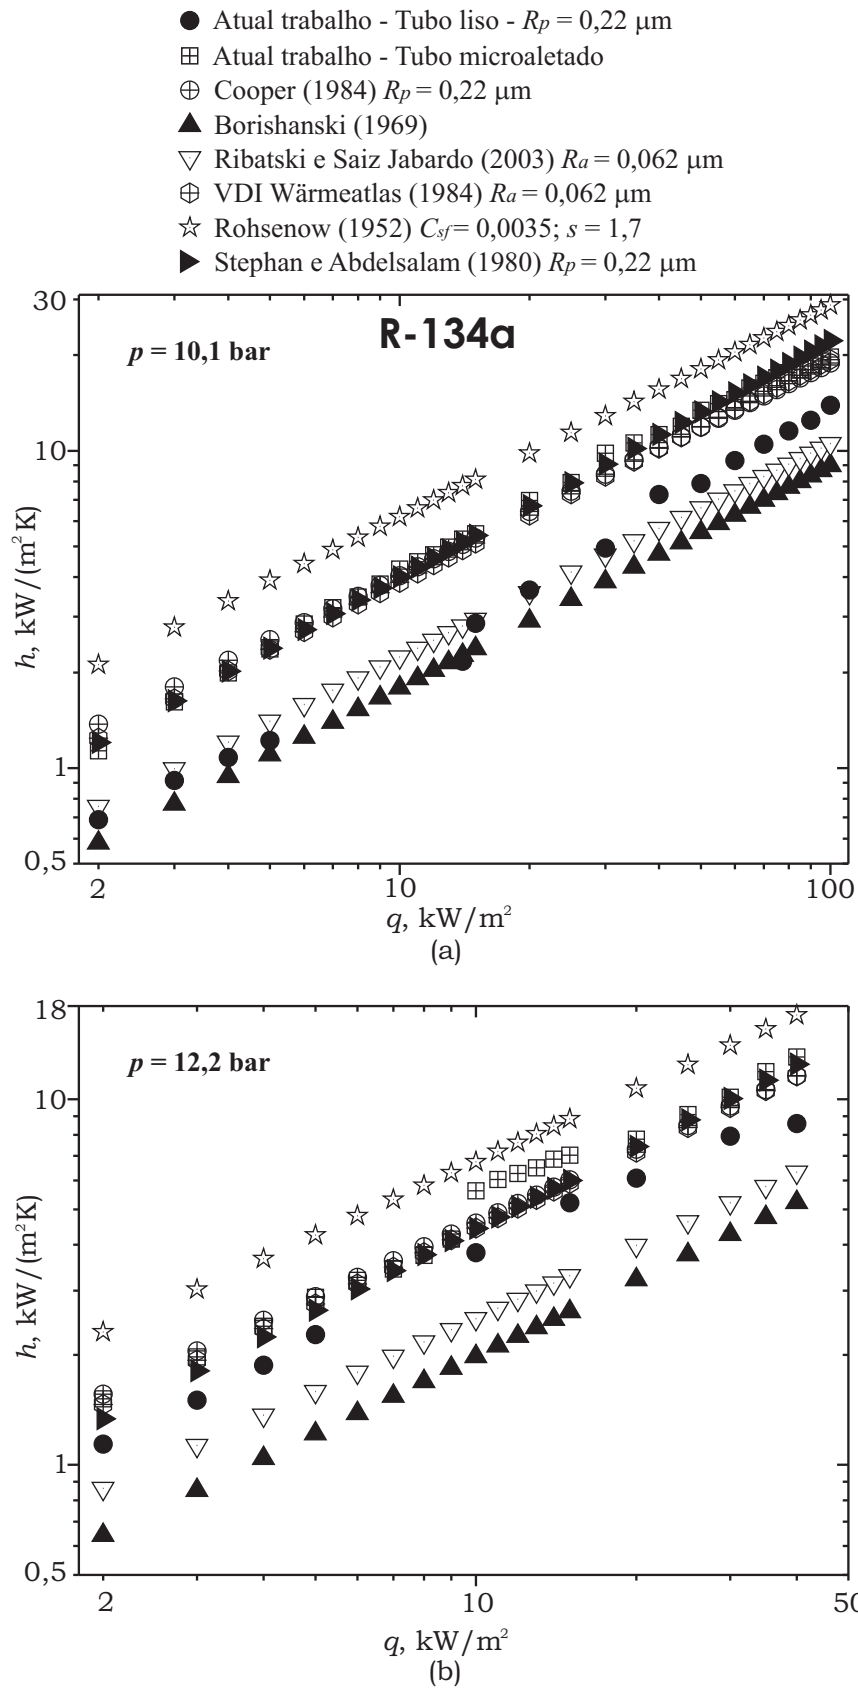 Atual trabalho - Tubo liso - Rp = 0,22 μm
Atual trabalho - Tubo microaletado
Cooper (1984) Rp = 0,22 μm
Borishanski (1969)
Ribatski e Saiz Jabardo (2003) Ra = 0,062 μm
VDI Wärmeatlas (1984) Ra = 0,062 μm
Rohsenow (1952) Csf = 0,0035; s = 1,7
Stephan e Abdelsalam (1980) Rp = 0,22 μm
30
p = 10,1 bar
R-134a
10
h, kW/(m²K)
1
0,5
2
10
100
q, kW/m²
(a)
18
p = 12,2 bar
10
h, kW/(m²K)
1
0,5
2
10
50
q, kW/m²
(b)